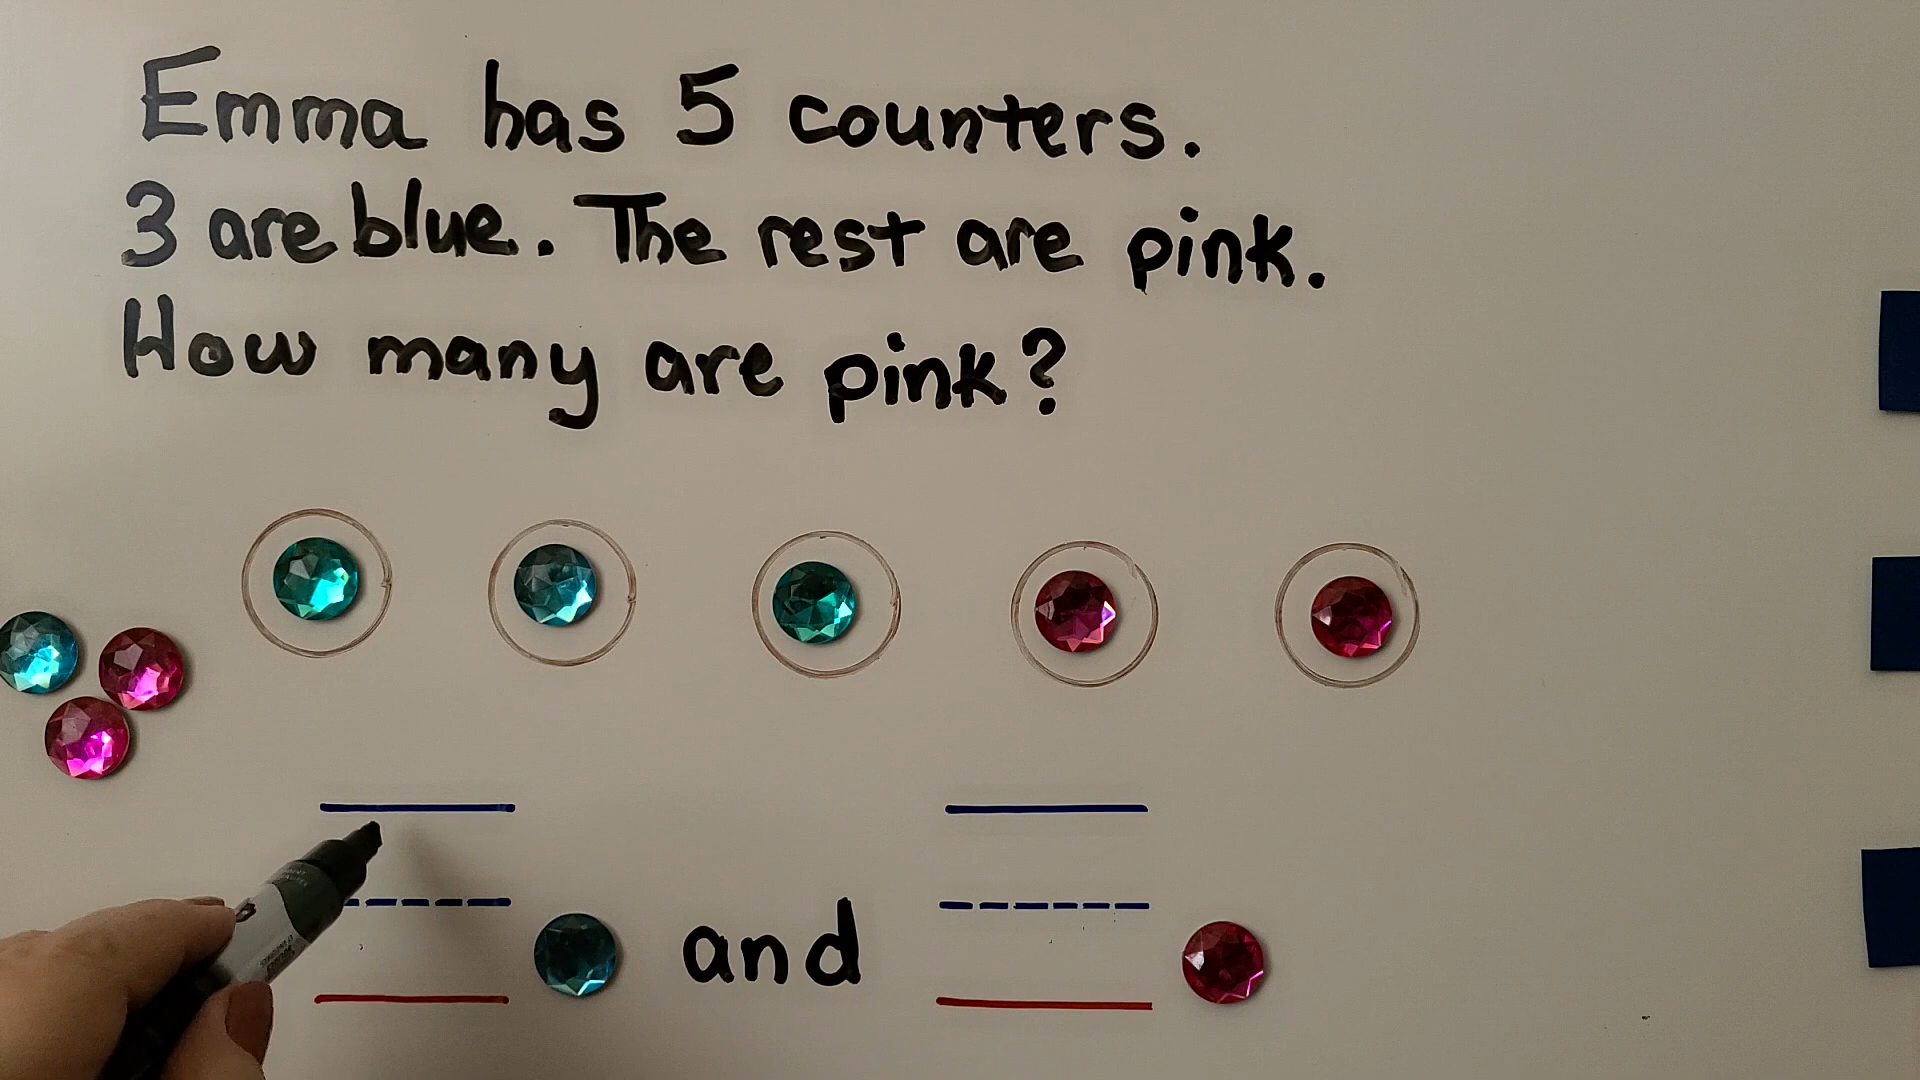 Emma has 5 counters.
3 are blue. The rest are pink.
How many are pink?
and